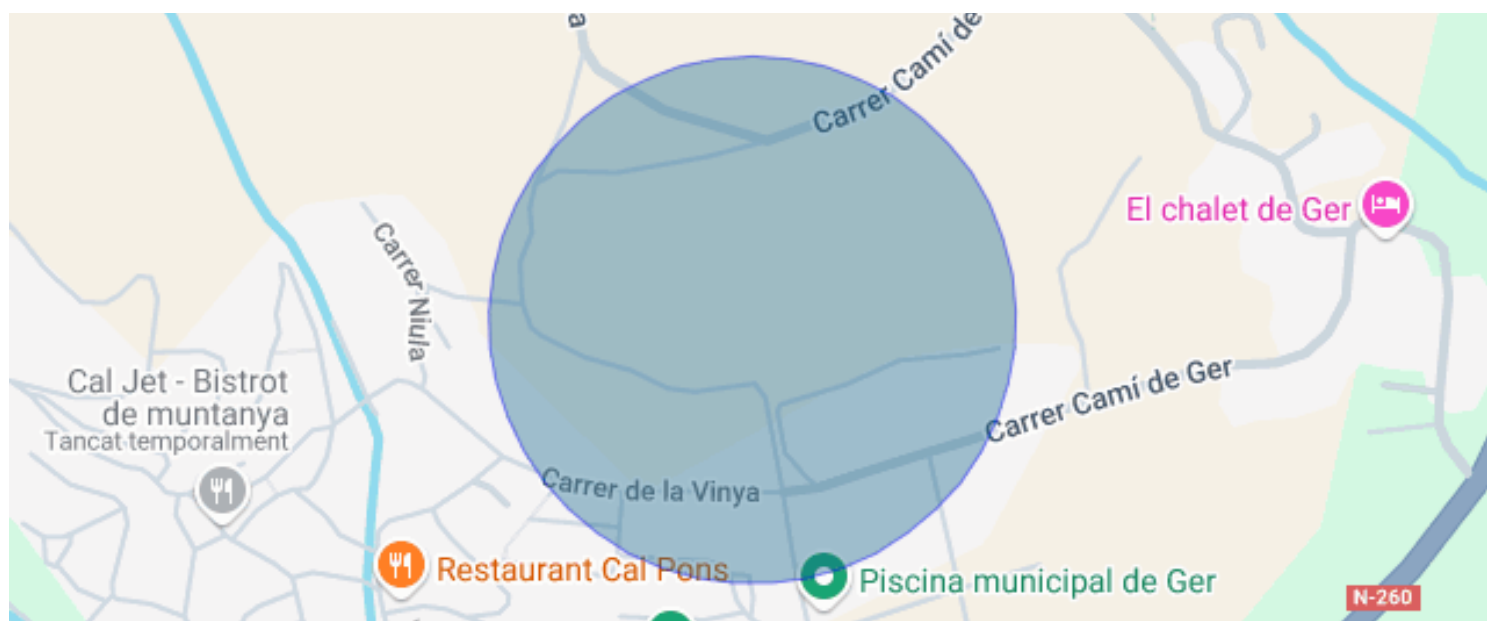 a
Carrer Camí de
El chalet de Ger
Carrer Niula
Cal Jet - Bistrot
de muntanya
Tancat temporalment
Carrer Camí de Ger
Carrer de la Vinya
Restaurant Cal Pons
Piscina municipal de Ger
N-260